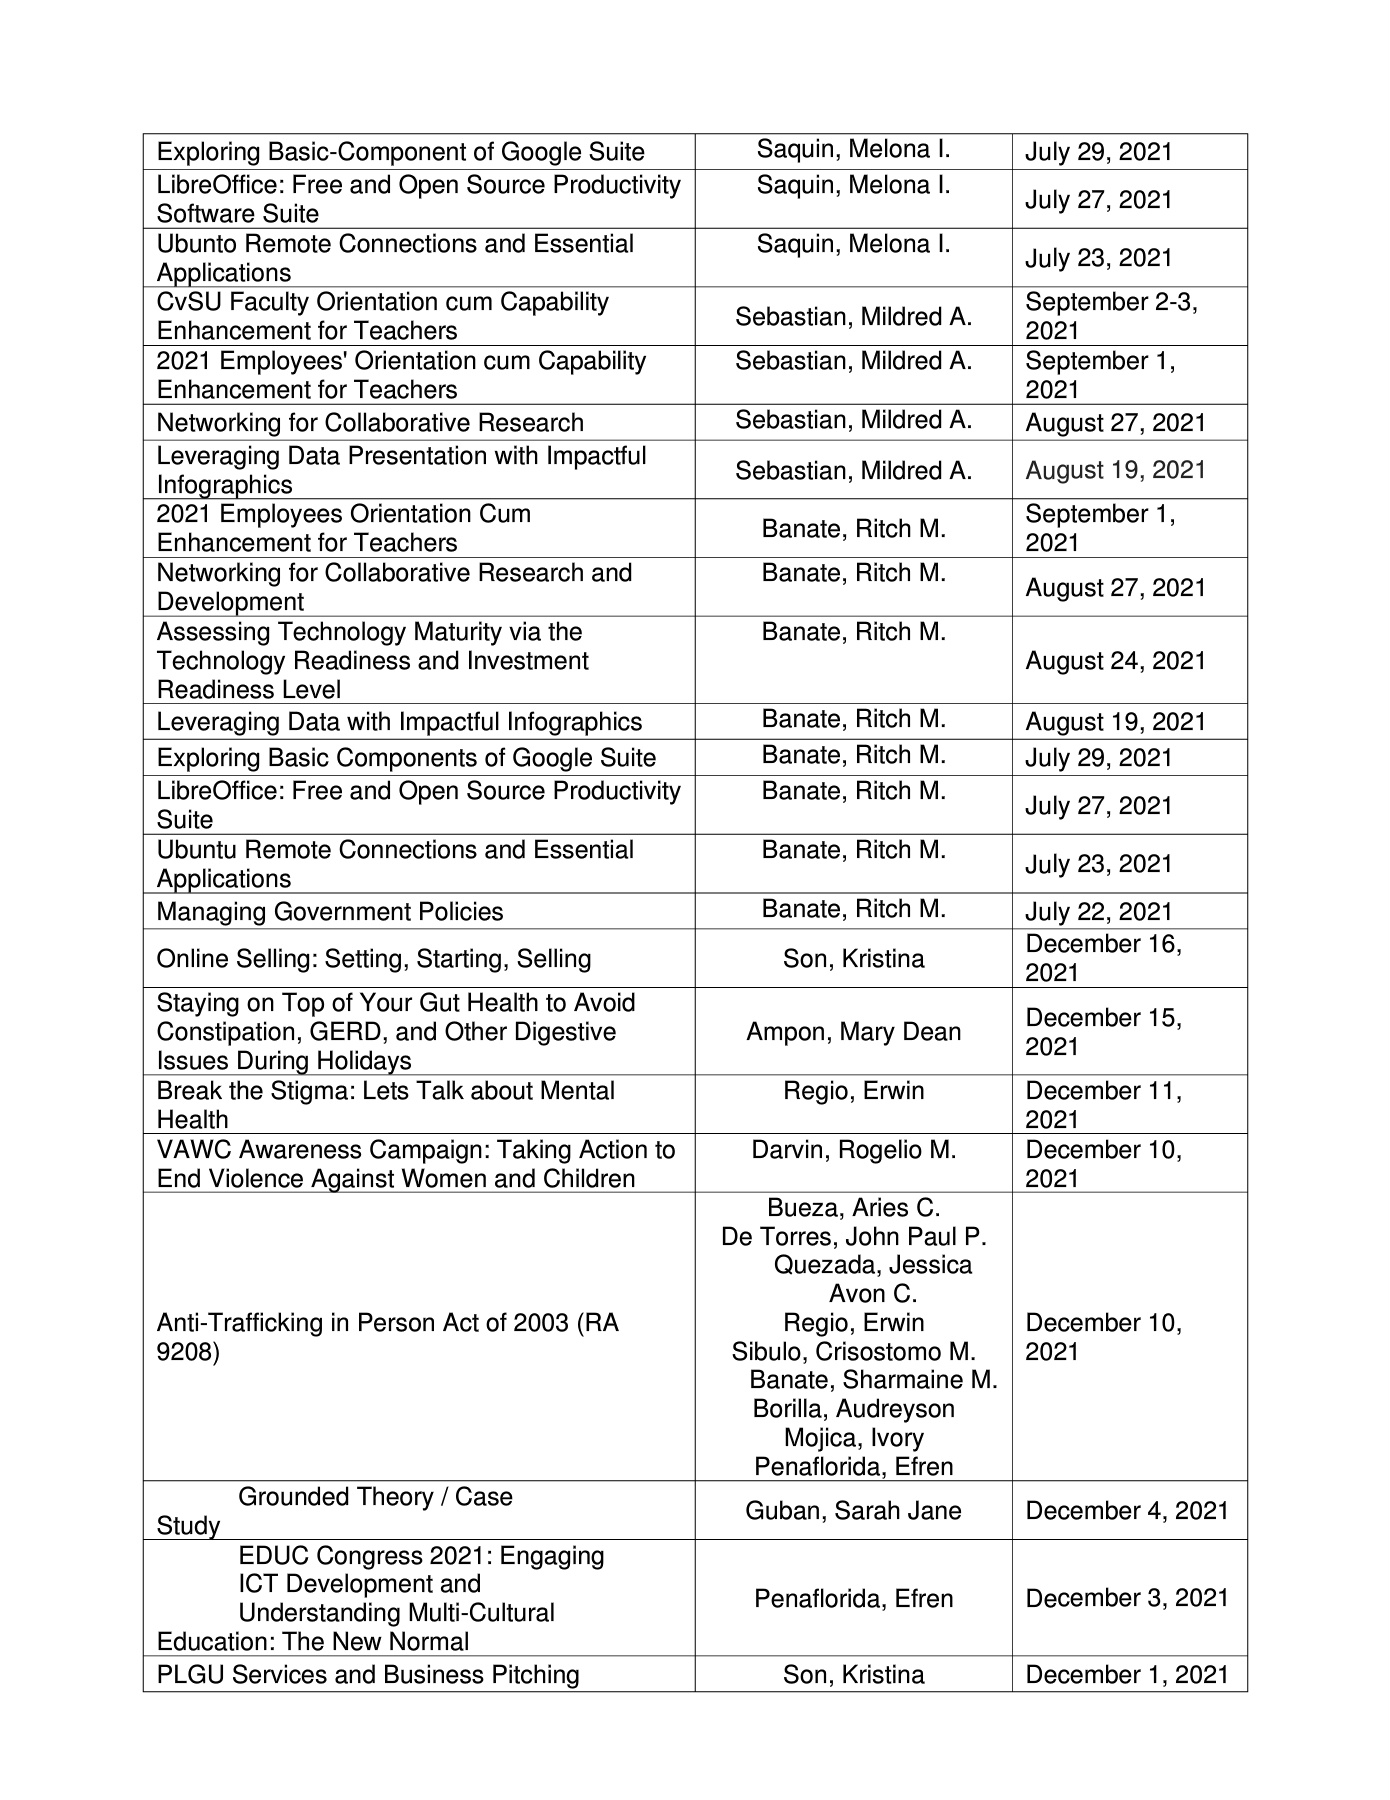 Exploring Basic-Component of Google Suite
Saquin, Melona I.
July 29, 2021
LibreOffice: Free and Open Source Productivity
Software Suite
Saquin, Melona I.
July 27, 2021
Ubunto Remote Connections and Essential
Applications
Saquin, Melona I.
July 23, 2021
CvSU Faculty Orientation cum Capability
Enhancement for Teachers
Sebastian, Mildred A.
September 2-3,
2021
2021 Employees' Orientation cum Capability
Enhancement for Teachers
Sebastian, Mildred A.
September 1,
2021
Networking for Collaborative Research
Sebastian, Mildred A.
August 27, 2021
Leveraging Data Presentation with Impactful
Infographics
Sebastian, Mildred A.
August 19, 2021
2021 Employees Orientation Cum
Enhancement for Teachers
Banate, Ritch M.
September 1,
2021
Networking for Collaborative Research and
Development
Banate, Ritch M.
August 27, 2021
Assessing Technology Maturity via the
Technology Readiness and Investment
Readiness Level
Banate, Ritch M.
August 24, 2021
Leveraging Data with Impactful Infographics
Banate, Ritch M.
August 19, 2021
Exploring Basic Components of Google Suite
Banate, Ritch M.
July 29, 2021
LibreOffice: Free and Open Source Productivity
Suite
Banate, Ritch M.
July 27, 2021
Ubuntu Remote Connections and Essential
Applications
Banate, Ritch M.
July 23, 2021
Managing Government Policies
Banate, Ritch M.
July 22, 2021
Online Selling: Setting, Starting, Selling
Son, Kristina
December 16,
2021
Staying on Top of Your Gut Health to Avoid
Constipation, GERD, and Other Digestive
Issues During Holidays
Ampon, Mary Dean
December 15,
2021
Break the Stigma: Lets Talk about Mental
Health
Regio, Erwin
December 11,
2021
VAWC Awareness Campaign: Taking Action to
End Violence Against Women and Children
Darvin, Rogelio M.
December 10,
2021
Anti-Trafficking in Person Act of 2003 (RA
9208)
Bueza, Aries C.
De Torres, John Paul P.
Quezada, Jessica
Avon C.
Regio, Erwin
Sibulo, Crisostomo M.
Banate, Sharmaine M.
Borilla, Audreyson
Mojica, Ivory
Penaflorida, Efren
December 10,
2021
Grounded Theory / Case
Study
Guban, Sarah Jane
December 4, 2021
EDUC Congress 2021: Engaging
ICT Development and
Understanding Multi-Cultural
Education: The New Normal
Penaflorida, Efren
December 3, 2021
PLGU Services and Business Pitching
Son, Kristina
December 1, 2021